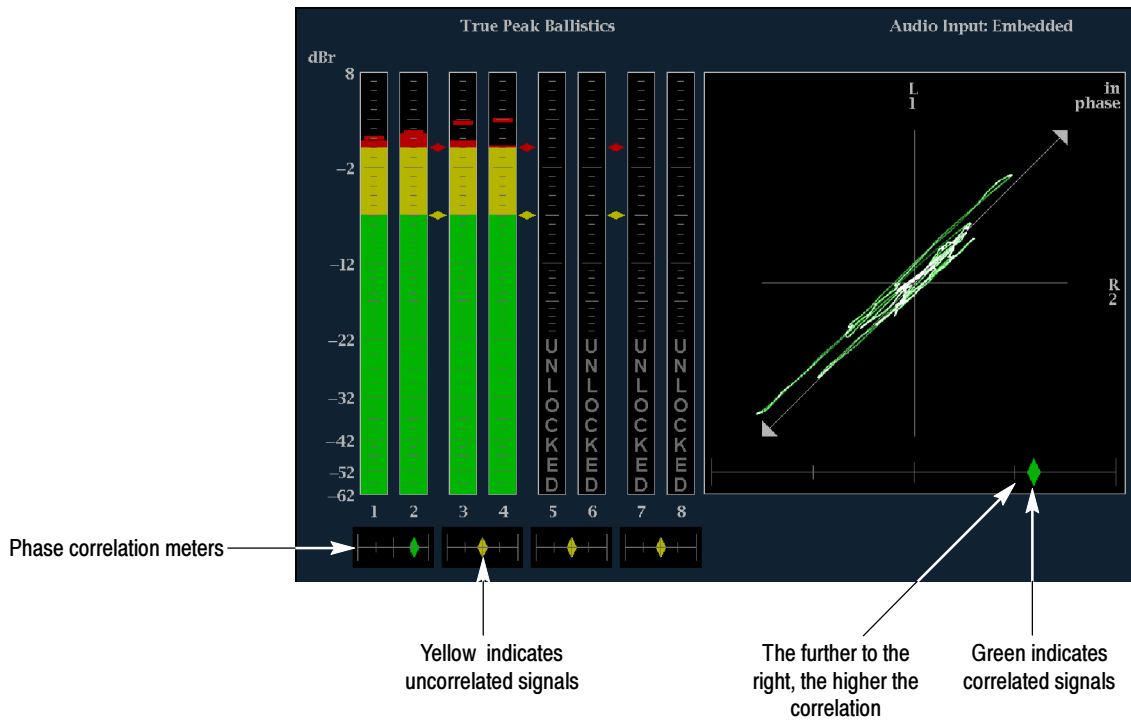 True Peak Ballistics
Audio Input: Embedded
dBr
8
−2
−12
−22
−32
−42
−52
−62
UNLOCKED
UNLOCKED
UNLOCKED
UNLOCKED
1 2 3 4 5 6 7 8
L
1
in
phase
R
2
Phase correlation meters
Yellow indicates
uncorrelated signals
The further to the
right, the higher the
correlation
Green indicates
correlated signals